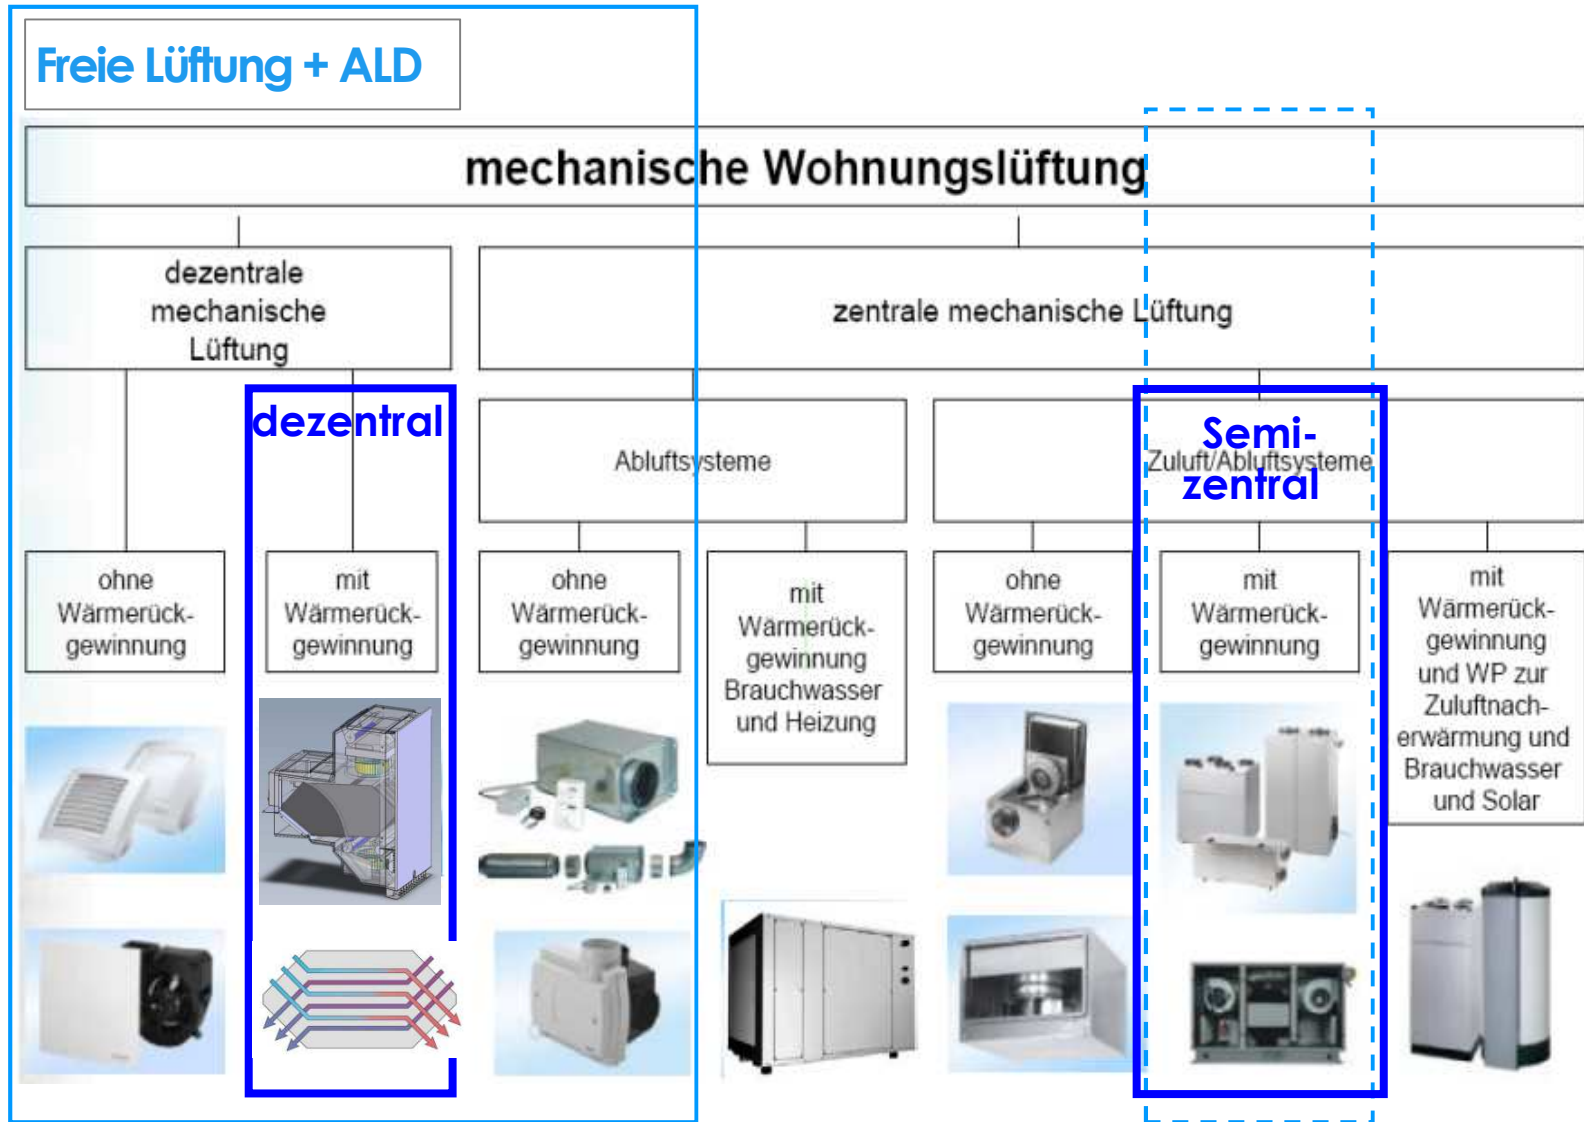 Freie Lüftung + ALD
mechanische Wohnungslüftung
dezentrale
mechanische
Lüftung
zentrale mechanische Lüftung
dezentral
Abluftsysteme
Semi-
Zuluft/Abluftsysteme
zentral
ohne
Wärmerück-
gewinnung
mit
Wärmerück-
gewinnung
ohne
Wärmerück-
gewinnung
mit
Wärmerück-
gewinnung
Brauchwasser
und Heizung
ohne
Wärmerück-
gewinnung
mit
Wärmerück-
gewinnung
mit
Wärmerück-
gewinnung
und WP zur
Zuluftnach-
erwärmung und
Brauchwasser
und Solar